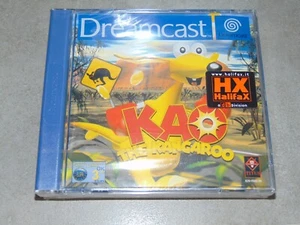 Dreamcast
www.halifax.it
HX
HalifaX
KAO
THE KANGAROO